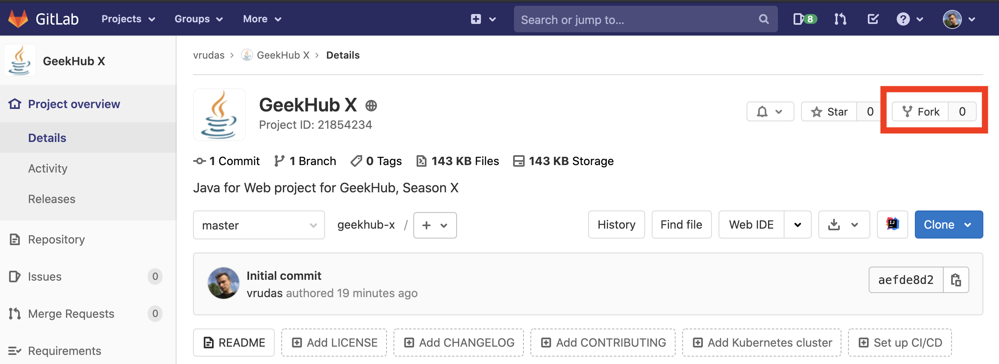 GitLab Projects Groups More Search or jump to... 8
GeekHub X
vrudas > GeekHub X > Details
Project overview
Details
Activity
Releases
Repository
Issues 0
Merge Requests 0
Requirements
GeekHub X
Project ID: 21854234
Star 0 Fork 0
1 Commit 1 Branch 0 Tags 143 KB Files 143 KB Storage
Java for Web project for GeekHub, Season X
master geekhub-x / + History Find file Web IDE IJ Clone
Initial commit
vrudas authored 19 minutes ago
aefde8d2
README Add LICENSE Add CHANGELOG Add CONTRIBUTING Add Kubernetes cluster Set up CI/CD